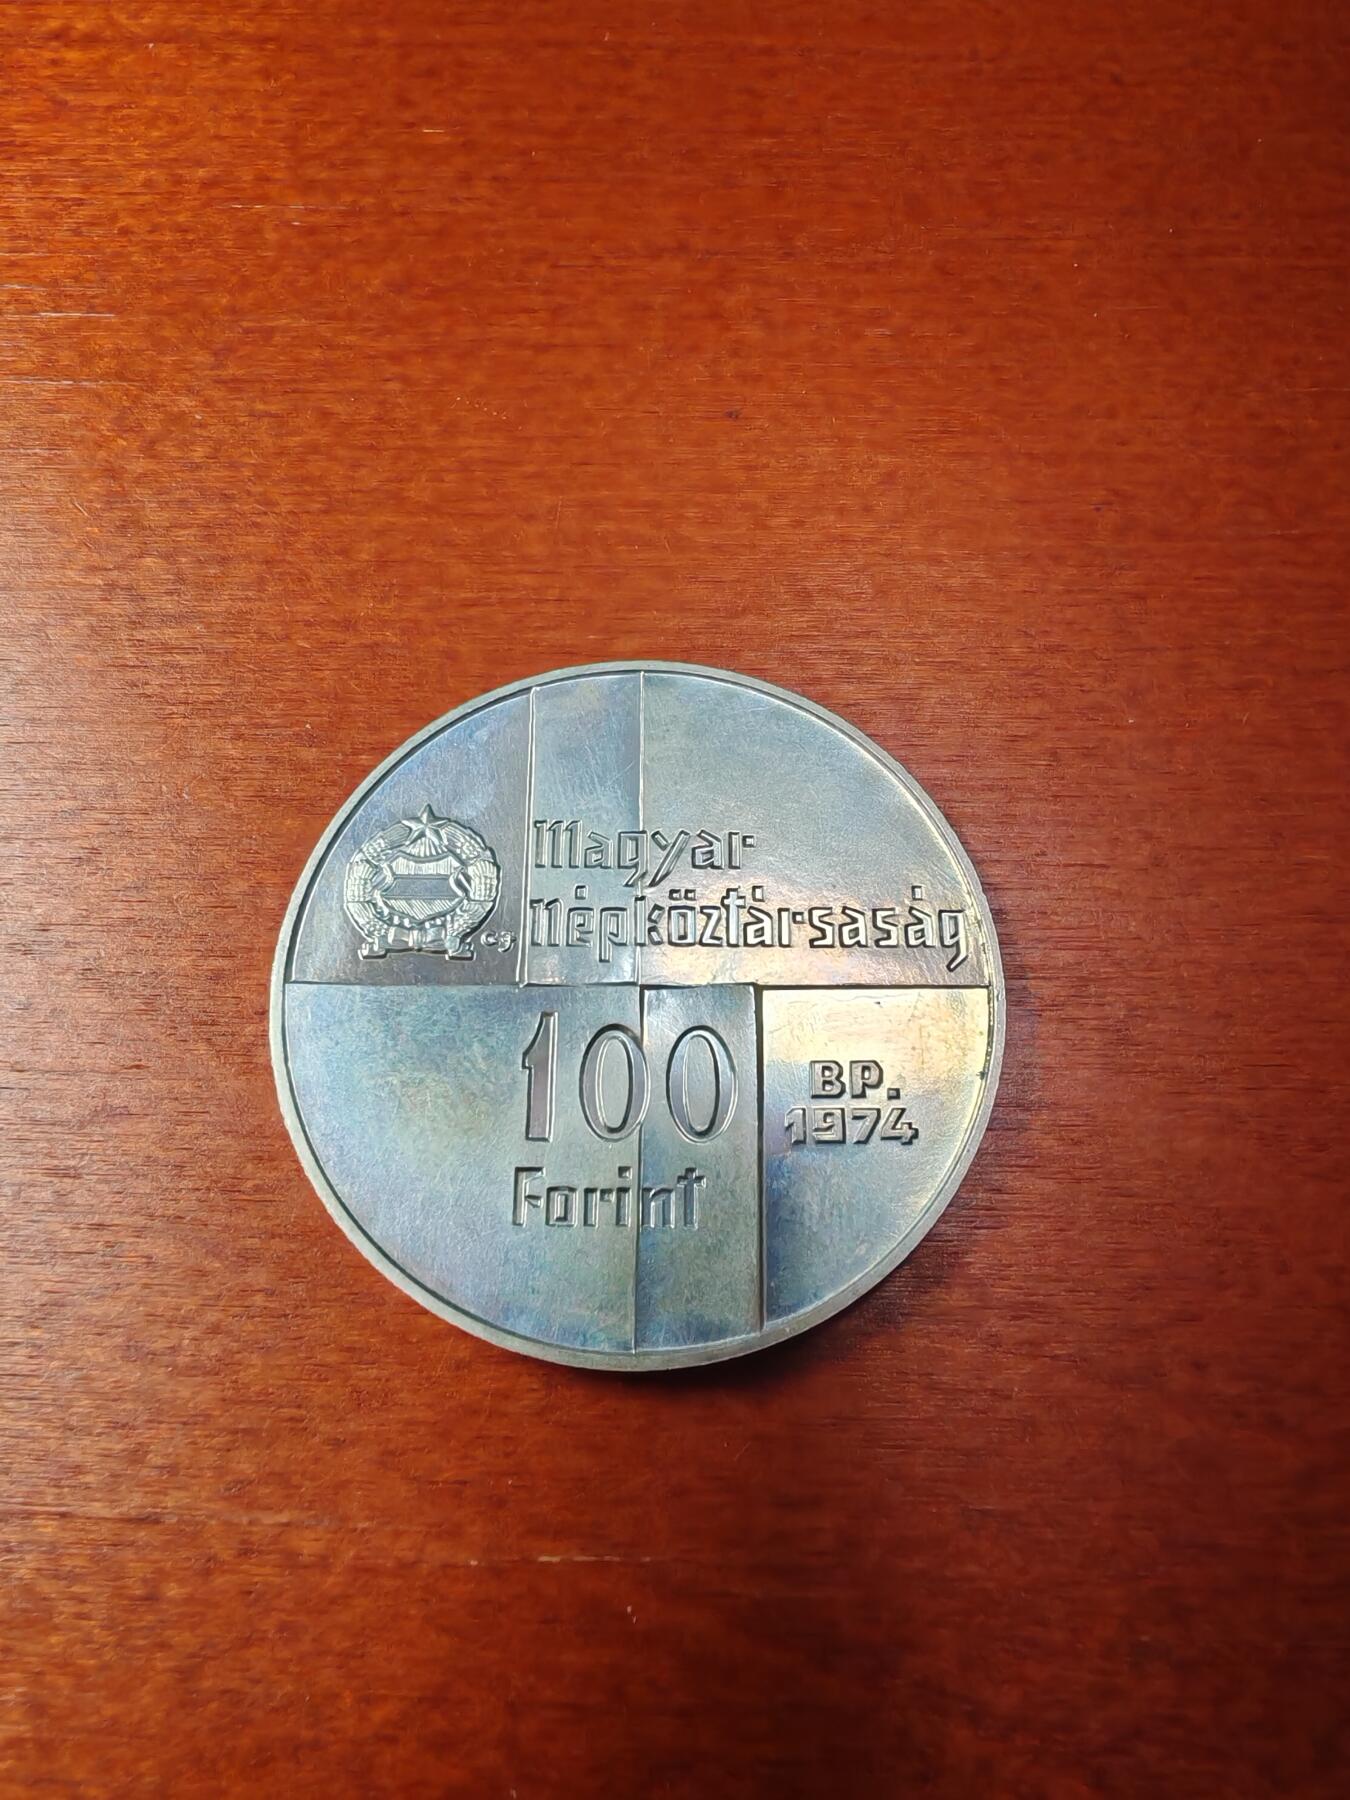 Magyar
népköztársaság
100
Forint
BP.
1974